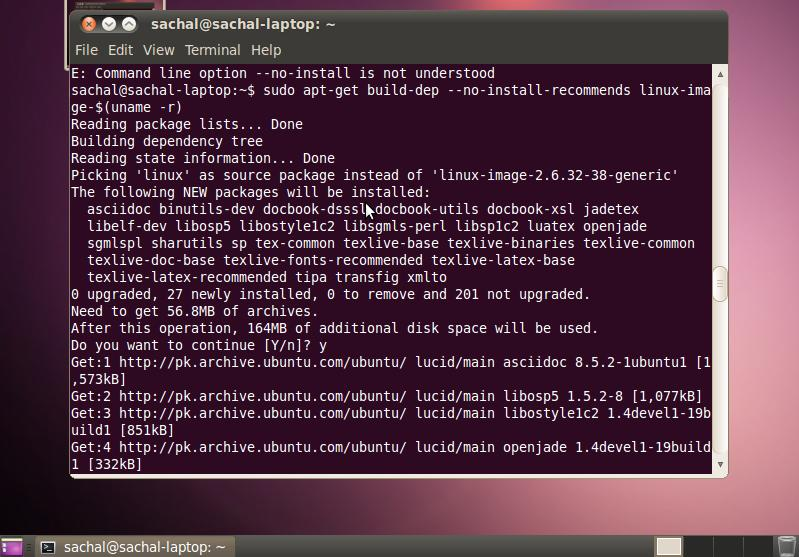 sachal@sachal-laptop: ~
File Edit View Terminal Help
E: Command line option --no-install is not understood
sachal@sachal-laptop:~$ sudo apt-get build-dep --no-install-recommends linux-ima
ge-$(uname -r)
Reading package lists... Done
Building dependency tree
Reading state information... Done
Picking 'linux' as source package instead of 'linux-image-2.6.32-38-generic'
The following NEW packages will be installed:
  asciidoc binutils-dev docbook-dsssl docbook-utils docbook-xsl jadetex
  libelf-dev libosp5 libostyle1c2 libsgmls-perl libsp1c2 luatex openjade
  sgmlspl sharutils sp tex-common texlive-base texlive-binaries texlive-common
  texlive-doc-base texlive-fonts-recommended texlive-latex-base
  texlive-latex-recommended tipa transfig xmlto
0 upgraded, 27 newly installed, 0 to remove and 201 not upgraded.
Need to get 56.8MB of archives.
After this operation, 164MB of additional disk space will be used.
Do you want to continue [Y/n]? y
Get:1 http://pk.archive.ubuntu.com/ubuntu/ lucid/main asciidoc 8.5.2-1ubuntu1 [1
,573kB]
Get:2 http://pk.archive.ubuntu.com/ubuntu/ lucid/main libosp5 1.5.2-8 [1,077kB]
Get:3 http://pk.archive.ubuntu.com/ubuntu/ lucid/main libostyle1c2 1.4devel1-19b
uild1 [851kB]
Get:4 http://pk.archive.ubuntu.com/ubuntu/ lucid/main openjade 1.4devel1-19build
1 [332kB]
sachal@sachal-laptop: ~